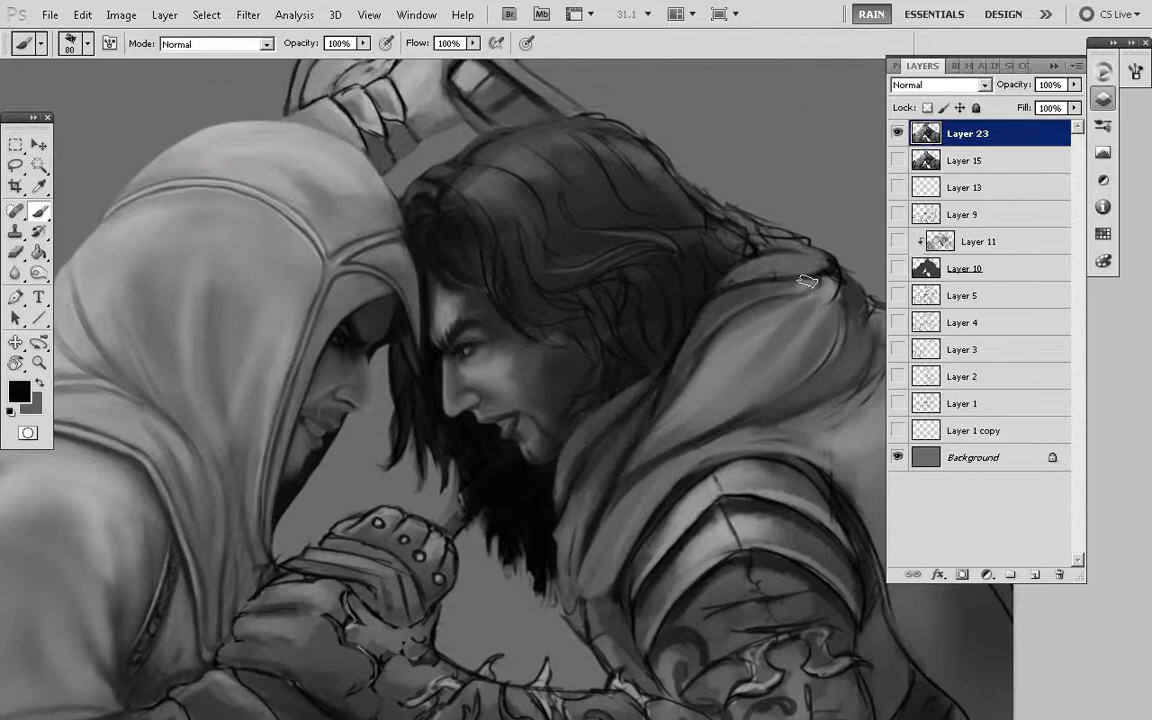 Ps File Edit Image Layer Select Filter Analysis 3D View Window Help Br Mb 31.1 RAIN ESSENTIALS DESIGN CS Live
80 Mode: Normal Opacity: 100% Flow: 100%
LAYERS
Normal Opacity: 100%
Lock: Fill: 100%
Layer 23
Layer 15
Layer 13
Layer 9
Layer 11
Layer 10
Layer 5
Layer 4
Layer 3
Layer 2
Layer 1
Layer 1 copy
Background